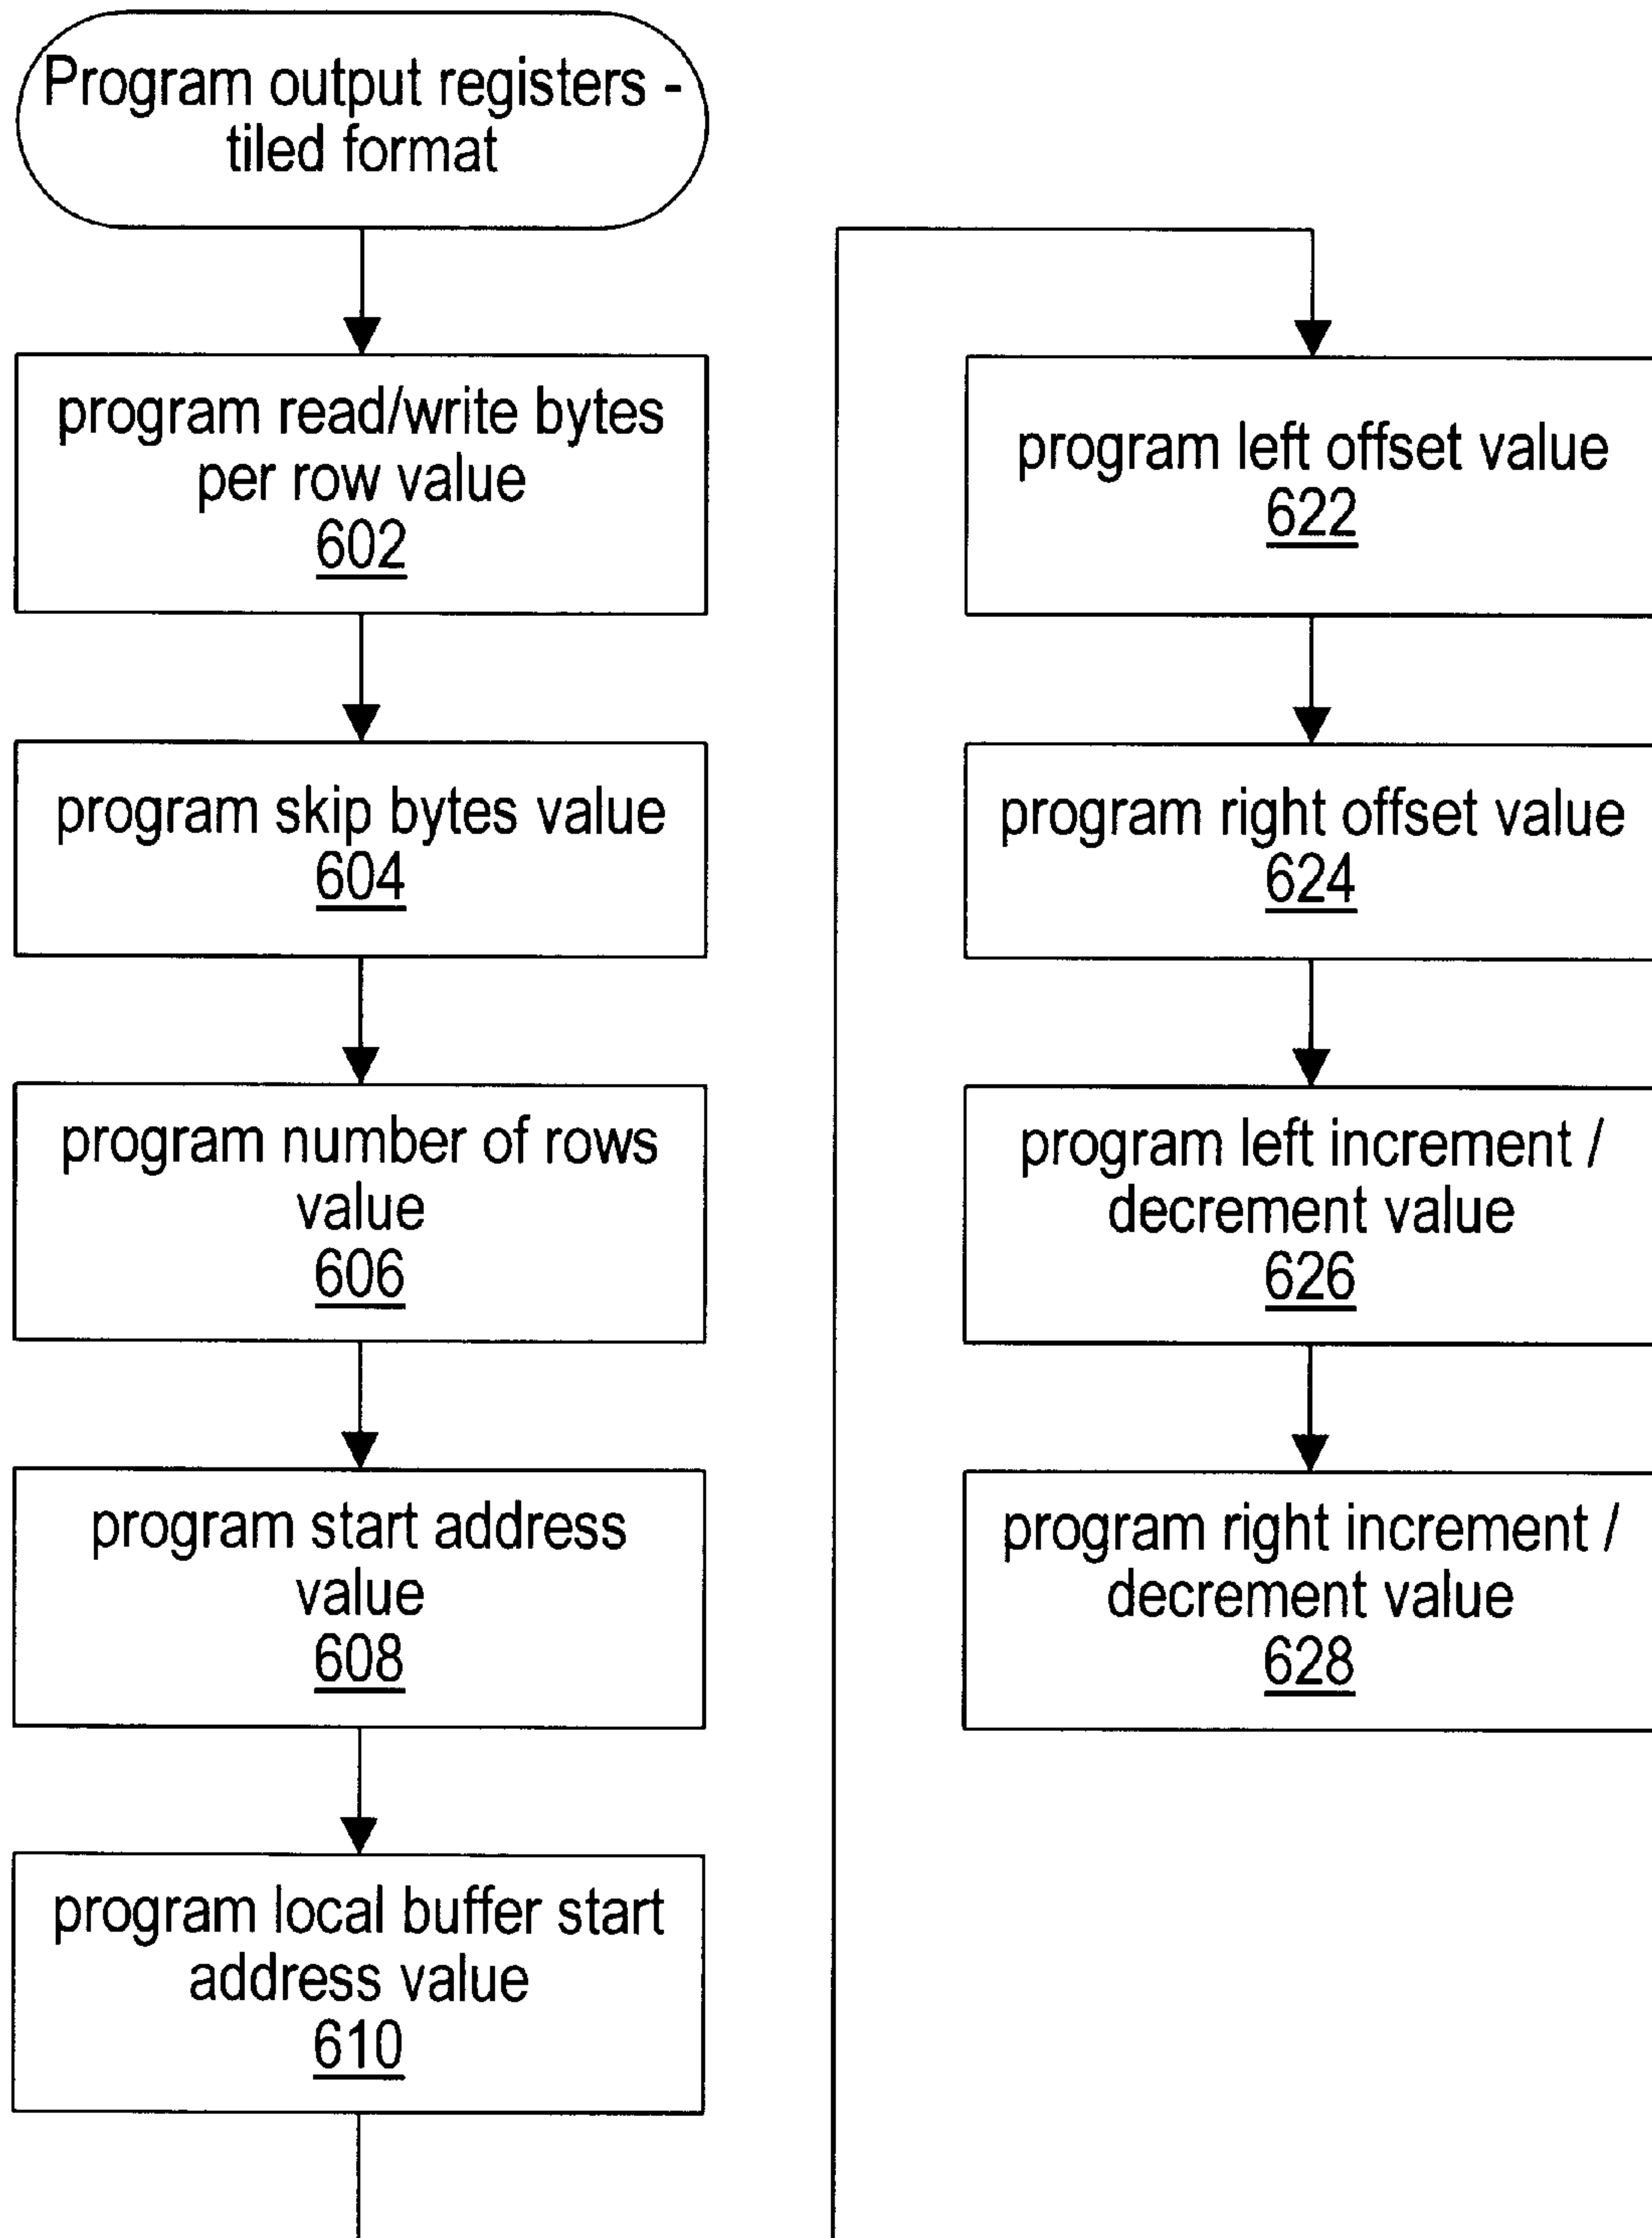 Program output registers -
tiled format
program read/write bytes
per row value
602
program skip bytes value
604
program number of rows
value
606
program start address
value
608
program local buffer start
address value
610
program left offset value
622
program right offset value
624
program left increment /
decrement value
626
program right increment /
decrement value
628